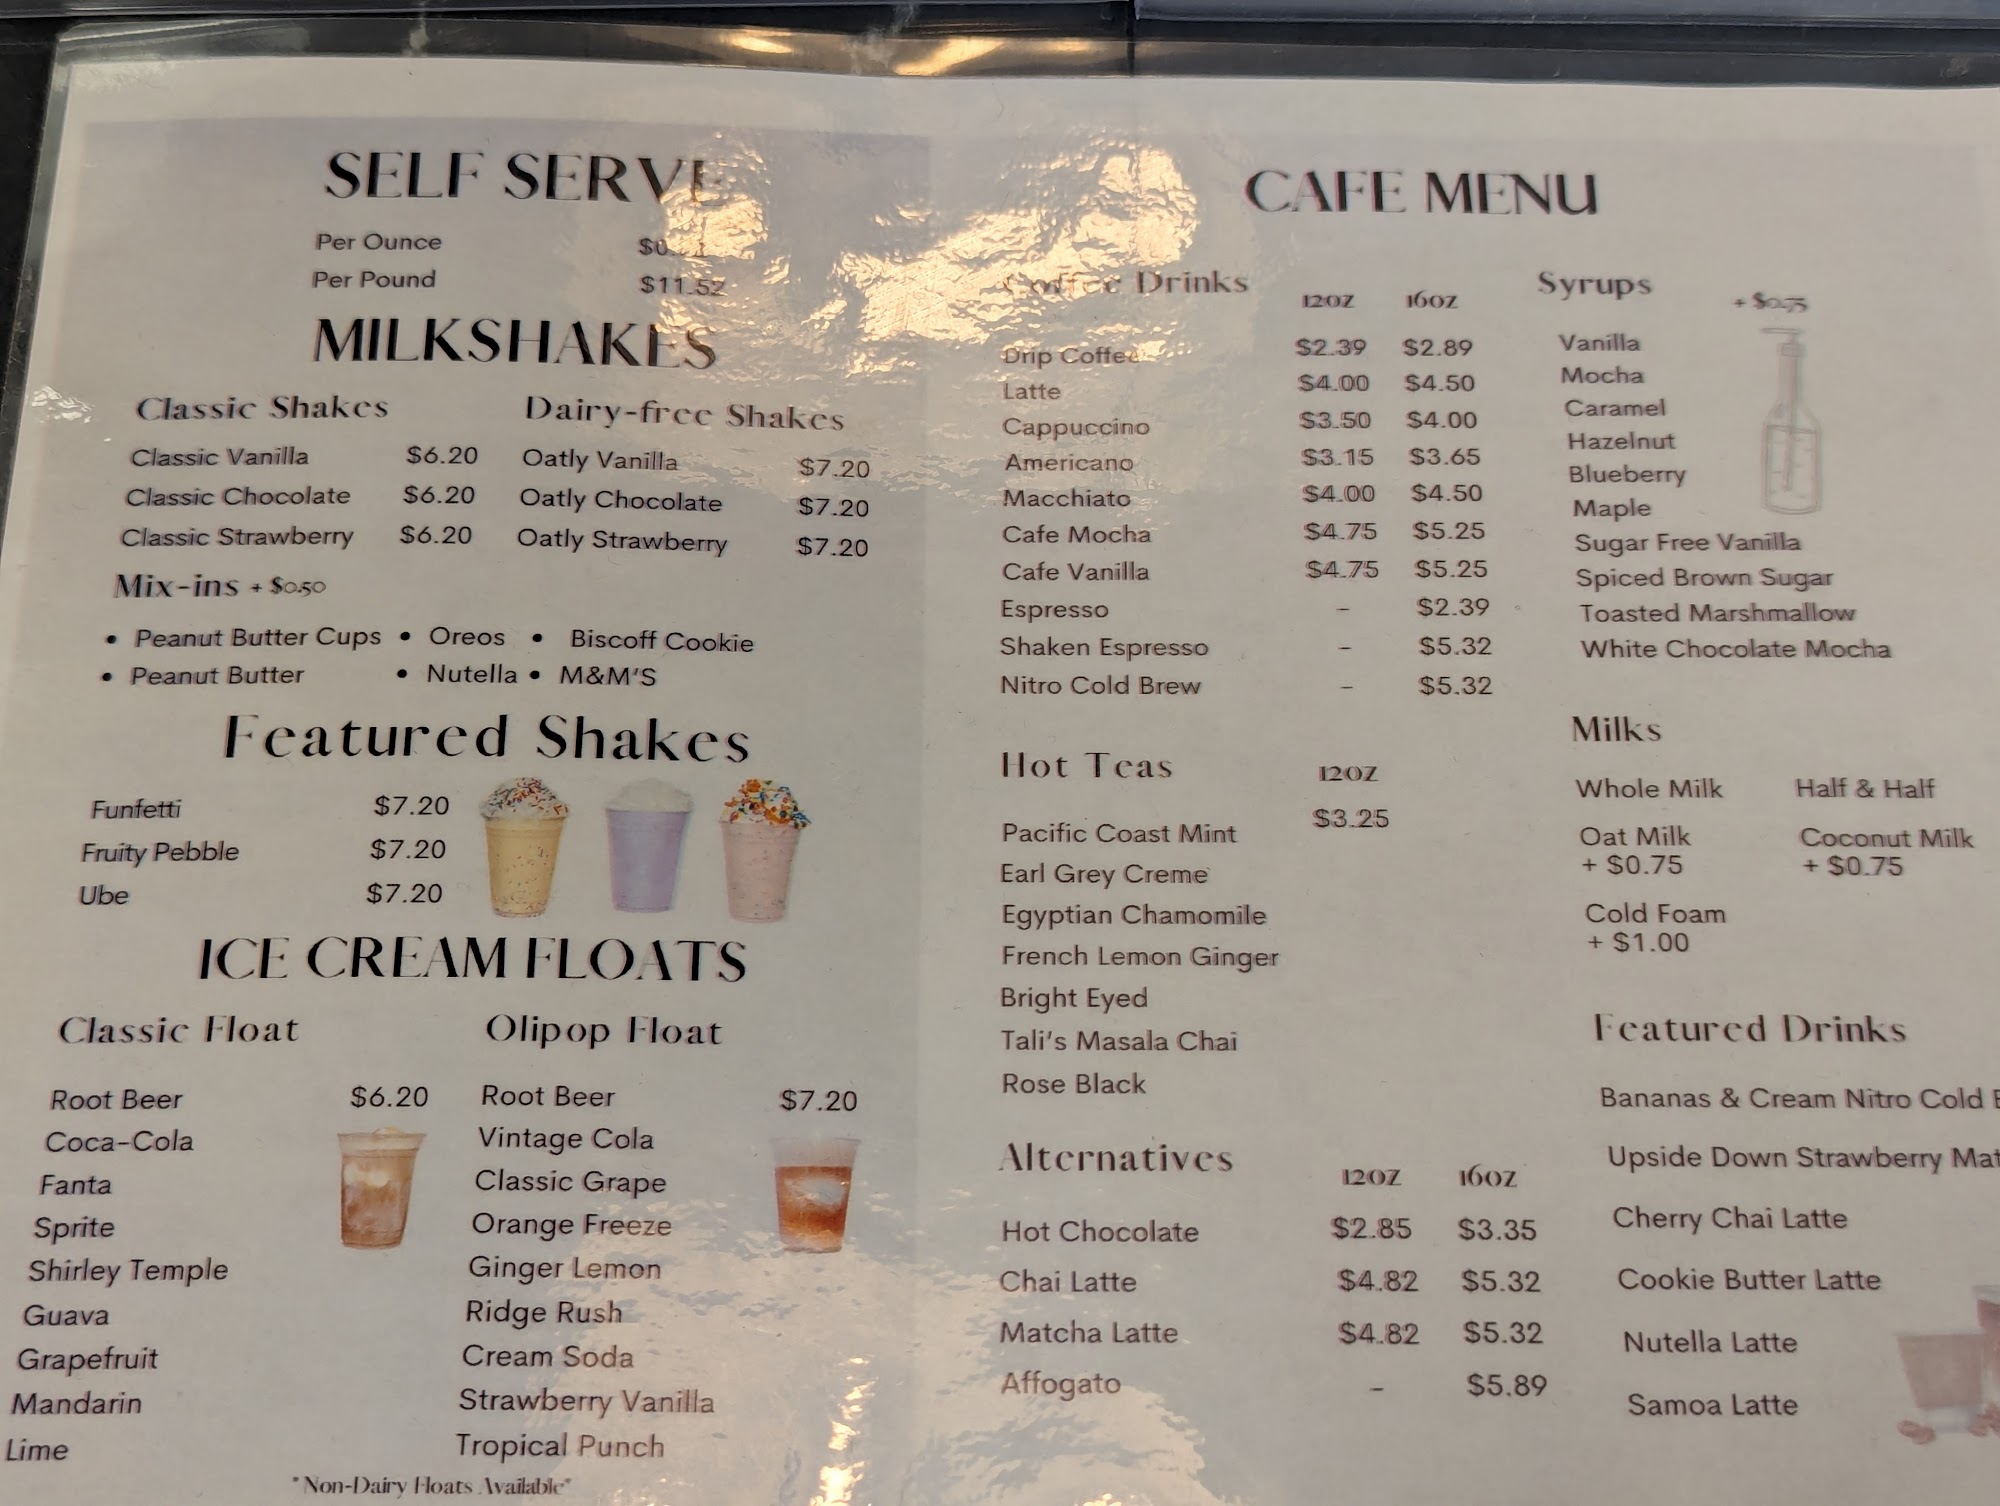 SELF SERVE
Per Ounce
Per Pound $11.52
MILKSHAKES
Classic Shakes
Classic Vanilla $6.20
Classic Chocolate $6.20
Classic Strawberry $6.20
Dairy-free Shakes
Oatly Vanilla $7.20
Oatly Chocolate $7.20
Oatly Strawberry $7.20
Mix-ins + $0.50
• Peanut Butter Cups • Oreos • Biscoff Cookie
• Peanut Butter • Nutella • M&M'S
Featured Shakes
Funfetti $7.20
Fruity Pebble $7.20
Ube $7.20
ICE CREAM FLOATS
Classic Float
Root Beer $6.20
Coca-Cola
Fanta
Sprite
Shirley Temple
Guava
Grapefruit
Mandarin
Lime
Olipop Float
Root Beer $7.20
Vintage Cola
Classic Grape
Orange Freeze
Ginger Lemon
Ridge Rush
Cream Soda
Strawberry Vanilla
Tropical Punch
*Non-Dairy Floats Available*
CAFE MENU
Coffee Drinks 12OZ 16OZ
Drip Coffee $2.39 $2.89
Latte $4.00 $4.50
Cappuccino $3.50 $4.00
Americano $3.15 $3.65
Macchiato $4.00 $4.50
Cafe Mocha $4.75 $5.25
Cafe Vanilla $4.75 $5.25
Espresso - $2.39
Shaken Espresso - $5.32
Nitro Cold Brew - $5.32
Hot Teas 12OZ
$3.25
Pacific Coast Mint
Earl Grey Creme
Egyptian Chamomile
French Lemon Ginger
Bright Eyed
Tali's Masala Chai
Rose Black
Alternatives 12OZ 16OZ
Hot Chocolate $2.85 $3.35
Chai Latte $4.82 $5.32
Matcha Latte $4.82 $5.32
Affogato - $5.89
Syrups + $0.75
Vanilla
Mocha
Caramel
Hazelnut
Blueberry
Maple
Sugar Free Vanilla
Spiced Brown Sugar
Toasted Marshmallow
White Chocolate Mocha
Milks
Whole Milk Half & Half
Oat Milk Coconut Milk
+ $0.75 + $0.75
Cold Foam
+ $1.00
Featured Drinks
Bananas & Cream Nitro Cold
Upside Down Strawberry
Cherry Chai Latte
Cookie Butter Latte
Nutella Latte
Samoa Latte